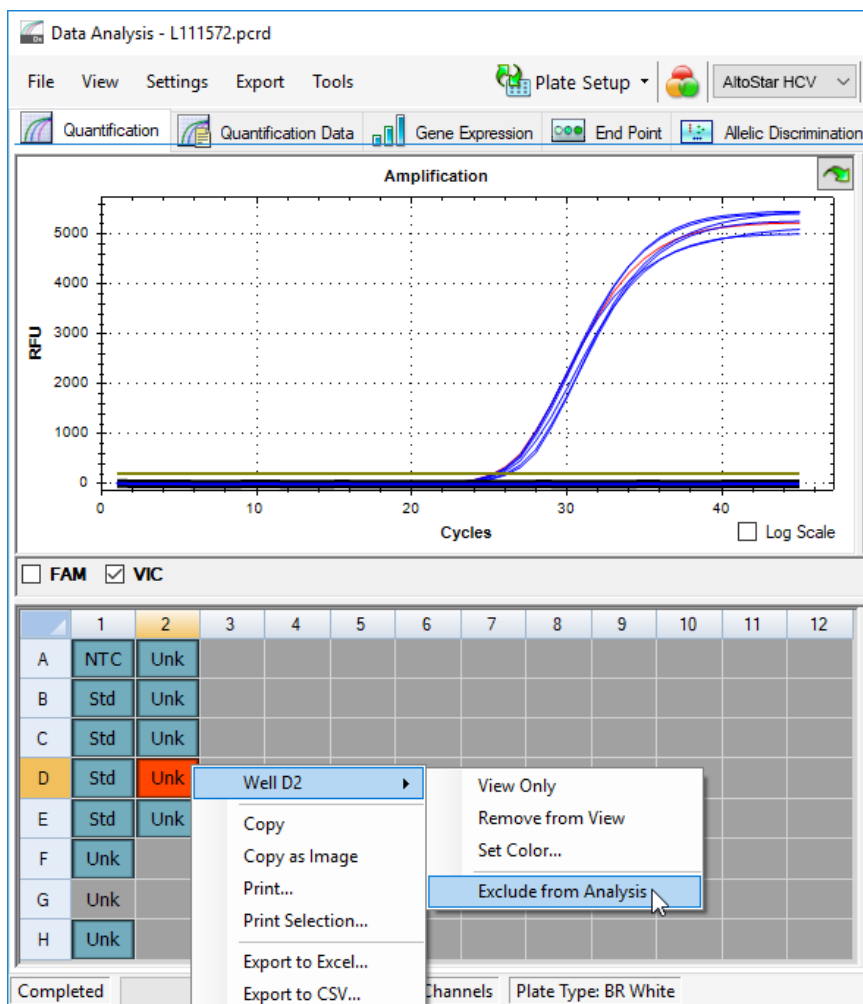 Data Analysis - L111572.pcrd
File View Settings Export Tools Plate Setup AltoStar HCV
Quantification Quantification Data Gene Expression End Point Allelic Discrimination
Amplification
5000
4000
3000
2000
1000
0
RFU
0 10 20 30 40
Cycles
Log Scale
FAM VIC
1 2 3 4 5 6 7 8 9 10 11 12
A NTC Unk
B Std Unk
C Std Unk
D Std Unk
E Std Unk
F Unk
G Unk
H Unk
Well D2
Copy
Copy as Image
Print...
Print Selection...
Export to Excel...
Export to CSV...
View Only
Remove from View
Set Color...
Exclude from Analysis
Completed Channels Plate Type: BR White